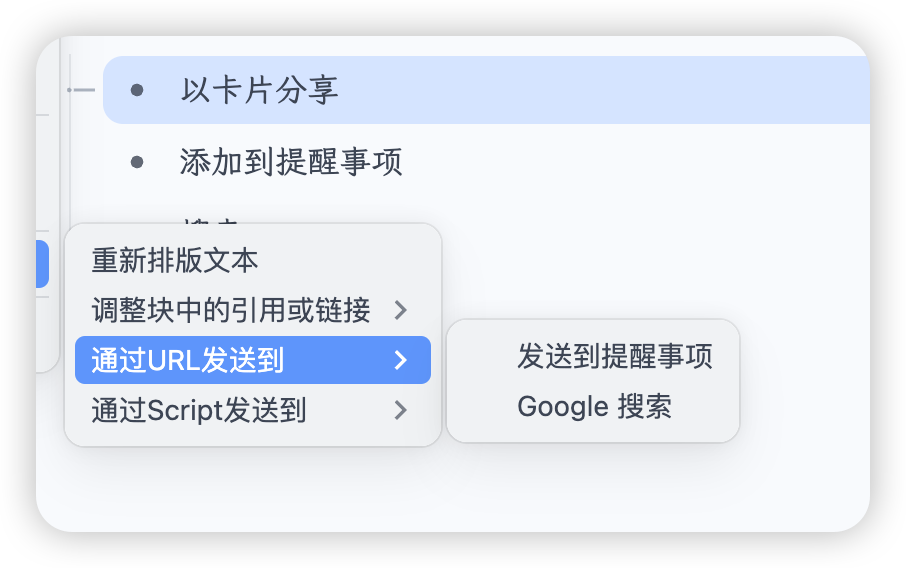 以卡片分享
添加到提醒事项
重新排版文本
调整块中的引用或链接
通过URL发送到
通过Script发送到
发送到提醒事项
Google 搜索